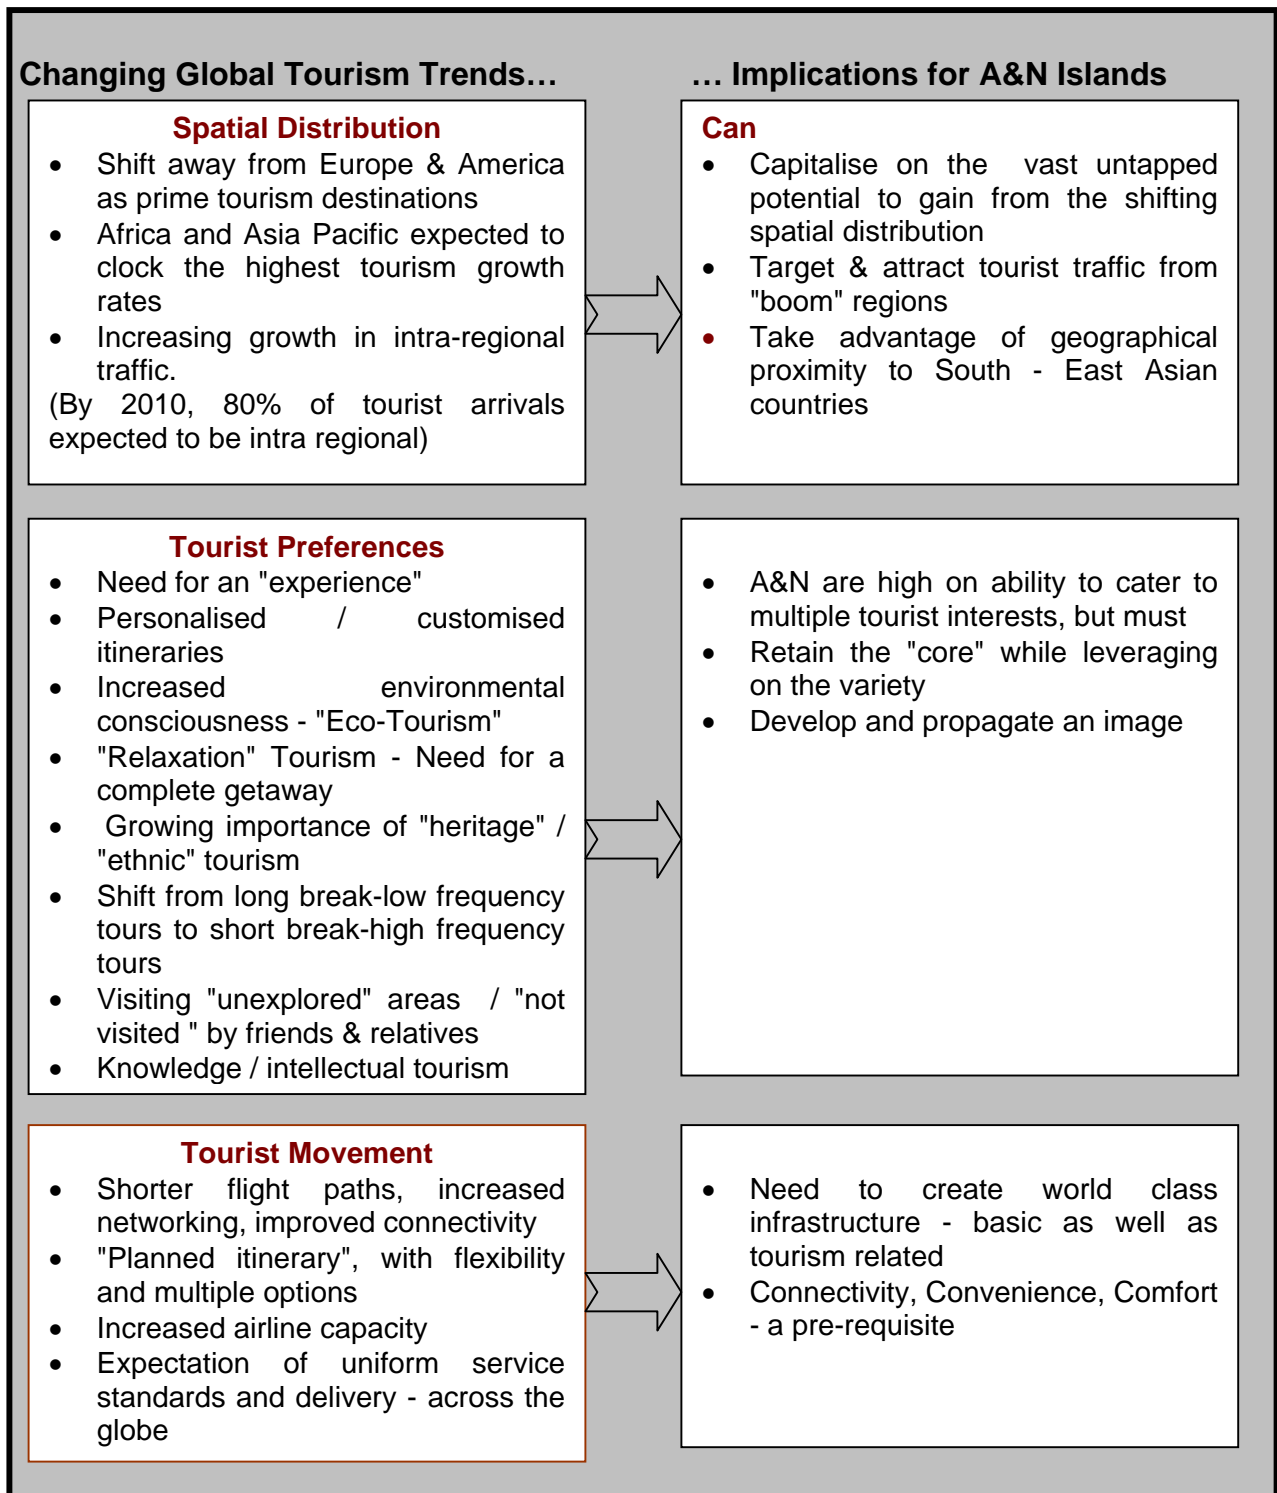 Changing Global Tourism Trends…
… Implications for A&N Islands
Spatial Distribution
• Shift away from Europe & America
as prime tourism destinations
• Africa and Asia Pacific expected to
clock the highest tourism growth
rates
• Increasing growth in intra-regional
traffic.
(By 2010, 80% of tourist arrivals
expected to be intra regional)
Can
• Capitalise on the vast untapped
potential to gain from the shifting
spatial distribution
• Target & attract tourist traffic from
"boom" regions
• Take advantage of geographical
proximity to South - East Asian
countries
Tourist Preferences
• Need for an "experience"
• Personalised / customised
itineraries
• Increased environmental
consciousness - "Eco-Tourism"
• "Relaxation" Tourism - Need for a
complete getaway
• Growing importance of "heritage" /
"ethnic" tourism
• Shift from long break-low frequency
tours to short break-high frequency
tours
• Visiting "unexplored" areas / "not
visited " by friends & relatives
• Knowledge / intellectual tourism
• A&N are high on ability to cater to
multiple tourist interests, but must
• Retain the "core" while leveraging
on the variety
• Develop and propagate an image
Tourist Movement
• Shorter flight paths, increased
networking, improved connectivity
• "Planned itinerary", with flexibility
and multiple options
• Increased airline capacity
• Expectation of uniform service
standards and delivery - across the
globe
• Need to create world class
infrastructure - basic as well as
tourism related
• Connectivity, Convenience, Comfort
- a pre-requisite